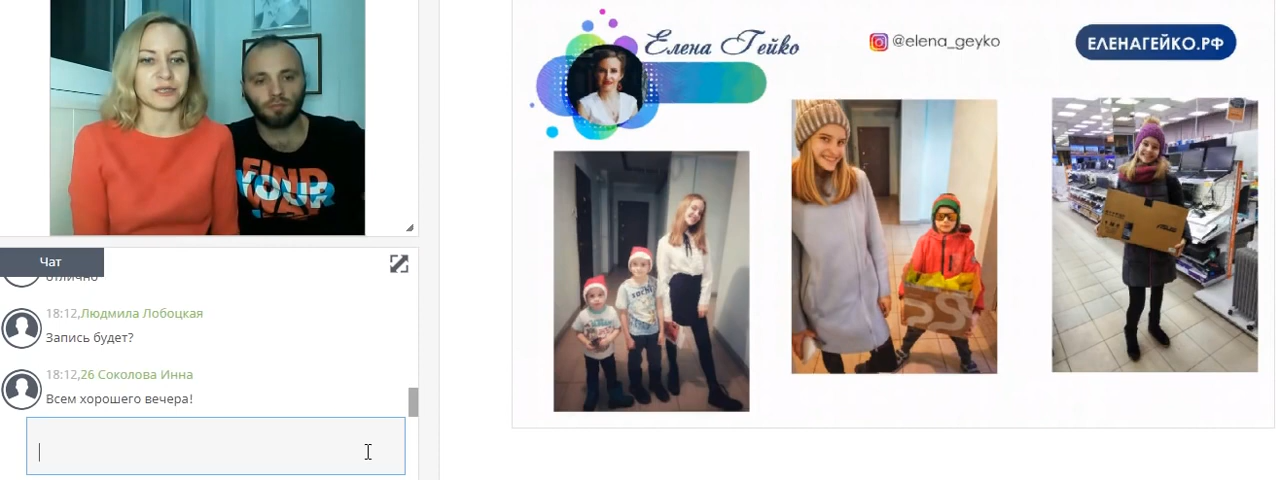 FIND
YOUR
Чат
отлично
18:12,Людмила Лобоцкая
Запись будет?
18:12,26 Соколова Инна
Всем хорошего вечера!
Елена Гейко
@elena_geyko
ЕЛЕНАГЕЙКО.РФ
ASUS